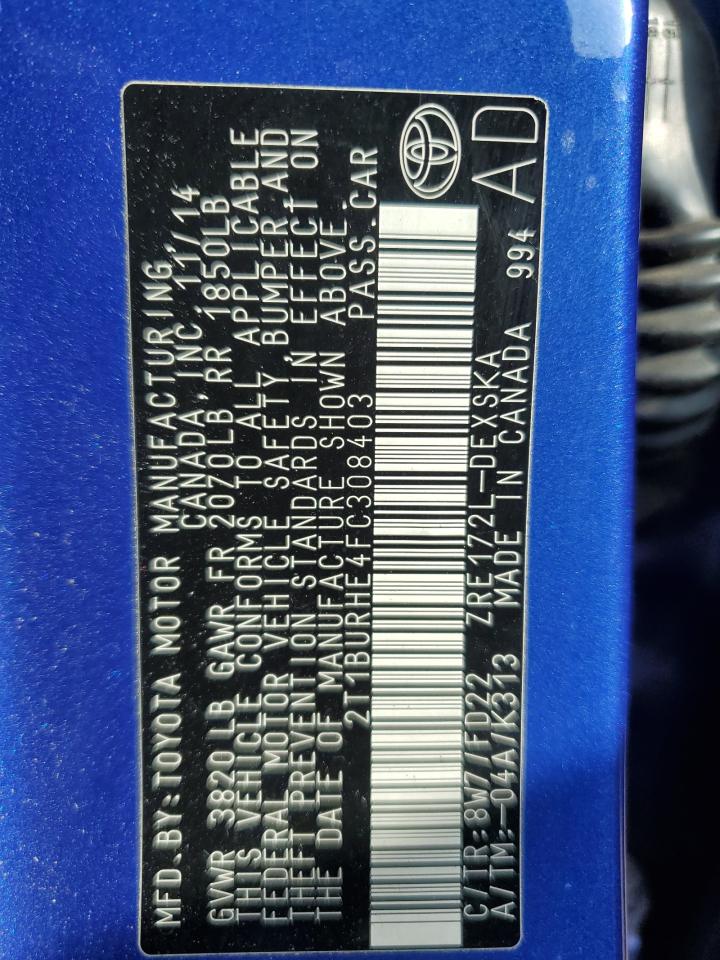 MFD.BY:TOYOTA MOTOR MANUFACTURING,
CANADA,INC 11/14
GVWR 3820LB GAWR FR 2070LB RR 1850LB
THIS VEHICLE CONFORMS TO ALL APPLICABLE
FEDERAL MOTOR VEHICLE SAFETY, BUMPER AND
THEFT PREVENTION STANDARDS IN EFFECT ON
THE DATE OF MANUFACTURE SHOWN ABOVE.
2T1BURHE4FC308403 PASS.CAR
C/TR:8W7/FD22 ZRE172L-DEXSKA
A/TM:-04A/K313 MADE IN CANADA 994 AD